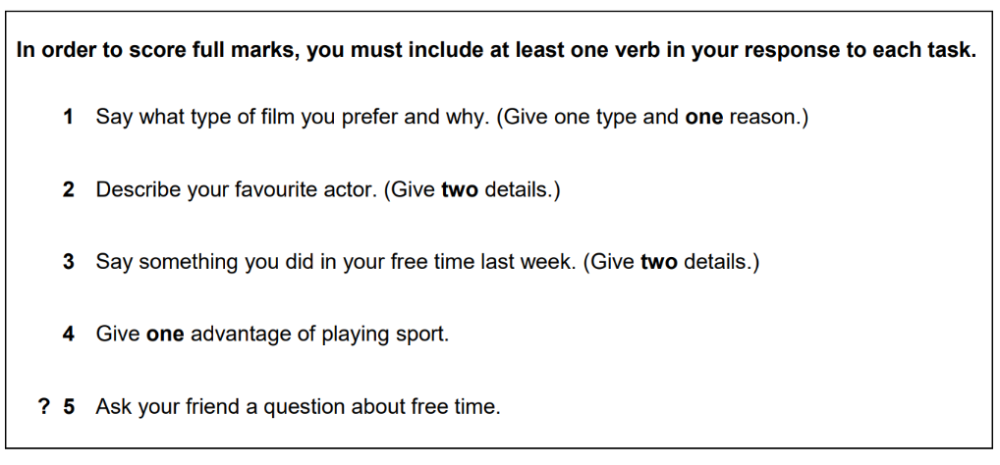 In order to score full marks, you must include at least one verb in your response to each task.
1 Say what type of film you prefer and why. (Give one type and one reason.)
2 Describe your favourite actor. (Give two details.)
3 Say something you did in your free time last week. (Give two details.)
4 Give one advantage of playing sport.
? 5 Ask your friend a question about free time.